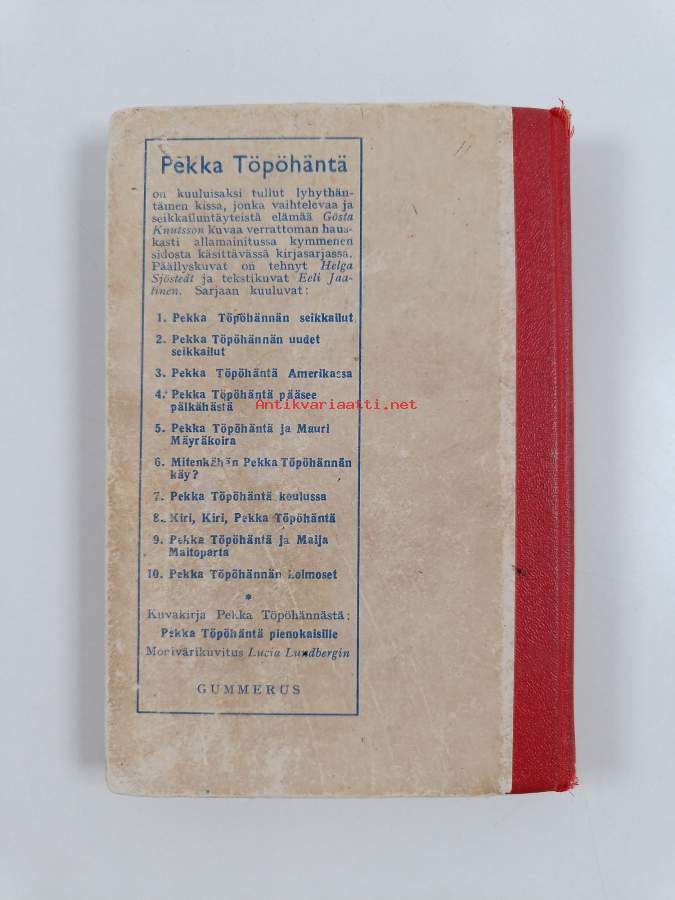 Pekka Töpöhäntä
on kuuluisaksi tullut lyhythän-
täinen kissa, jonka vaihtelevaa ja
seikkailuntäyteistä elämää Gösta
Knutsson kuvaa verrattoman haus-
kasti allamainitussa kymmenen
sidosta käsittävässä kirjasarjassa.
Päällyskuvat on tehnyt Helga
Sjöstedt ja tekstikuvat Eeli Jaa-
tinen. Sarjaan kuuluvat:
1. Pekka Töpöhännän seikkailut
2. Pekka Töpöhännän uudet
seikkailut
3. Pekka Töpöhäntä Amerikassa
4. Pekka Töpöhäntä pääsee
pälkähästä
Antikvariaatti.net
5. Pekka Töpöhäntä ja Mauri
Mäyräkoira
6. Mitenkähän Pekka Töpöhännän
käy?
7. Pekka Töpöhäntä koulussa
8. Kiri, Kiri, Pekka Töpöhäntä
9. Pekka Töpöhäntä ja Maija
Maitoparta
10. Pekka Töpöhännän kolmoset
*
Kuvakirja Pekka Töpöhännästä:
Pekka Töpöhäntä pienokaisille
Monivärikuvitus Lucia Lundbergin
GUMMERUS